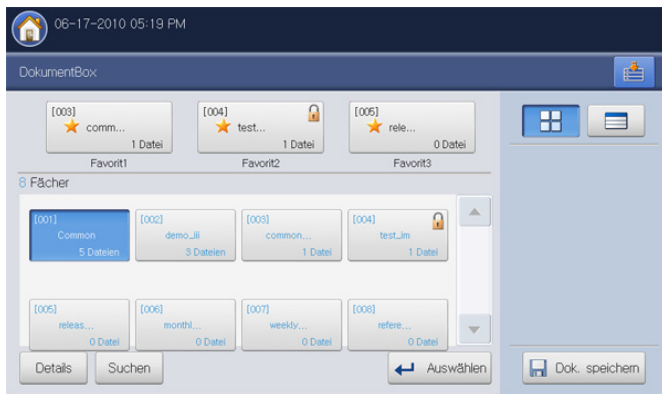 06-17-2010 05:19 PM
DokumentBox
[003] [004] [005]
comm... test... rele...
1 Datei 1 Datei 0 Datei
Favorit1 Favorit2 Favorit3
8 Fächer
[001] [002] [003] [004]
Common demo_iii common... test_im
5 Dateien 3 Dateien 1 Datei 1 Datei
[005] [006] [007] [008]
releas... monthl... weekly... refere...
0 Datei 0 Datei 0 Datei 0 Datei
Details Suchen Auswählen Dok. speichern